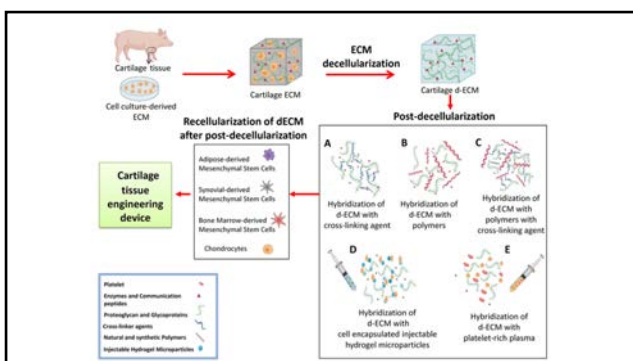 Cartilage tissue
Cell culture-derived
ECM
Cartilage ECM
ECM
decellularization
Cartilage d-ECM
Post-decellularization
A
Hybridization of
d-ECM with
cross-linking agent
B
Hybridization of
d-ECM with
polymers
C
Hybridization of
d-ECM with
polymers with
cross-linking agent
D
Hybridization of
d-ECM with
cell encapsulated injectable
hydrogel microparticles
E
Hybridization of
d-ECM with
platelet-rich plasma
Recellularization of dECM
after post-decellularization
Adipose-derived
Mesenchymal Stem Cells
Synovial-derived
Mesenchymal Stem Cells
Bone Marrow-derived
Mesenchymal Stem Cells
Chondrocytes
Cartilage
tissue
engineering
device
Platelet
Enzymes and Communication
peptides
Proteoglycan and Glycoproteins
Cross-linker agents
Natural and synthetic Polymers
Injectable Hydrogel Microparticles